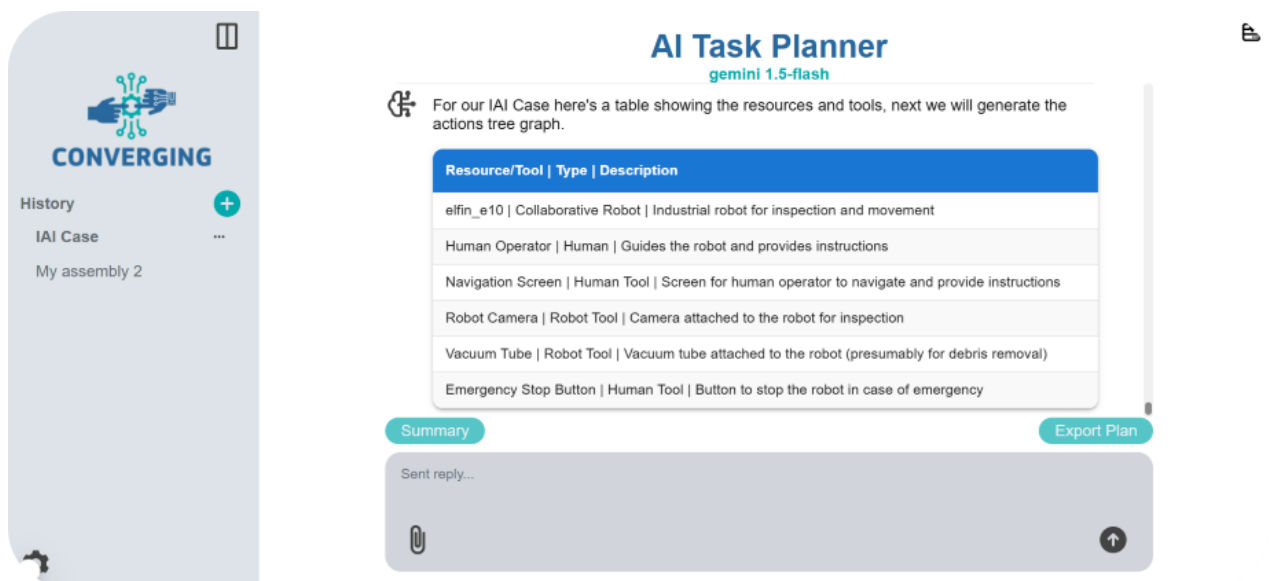 CONVERGING
History
IAI Case
My assembly 2
AI Task Planner
gemini 1.5-flash
For our IAI Case here's a table showing the resources and tools, next we will generate the
actions tree graph.
Resource/Tool | Type | Description
elfin_e10 | Collaborative Robot | Industrial robot for inspection and movement
Human Operator | Human | Guides the robot and provides instructions
Navigation Screen | Human Tool | Screen for human operator to navigate and provide instructions
Robot Camera | Robot Tool | Camera attached to the robot for inspection
Vacuum Tube | Robot Tool | Vacuum tube attached to the robot (presumably for debris removal)
Emergency Stop Button | Human Tool | Button to stop the robot in case of emergency
Summary
Export Plan
Sent reply...